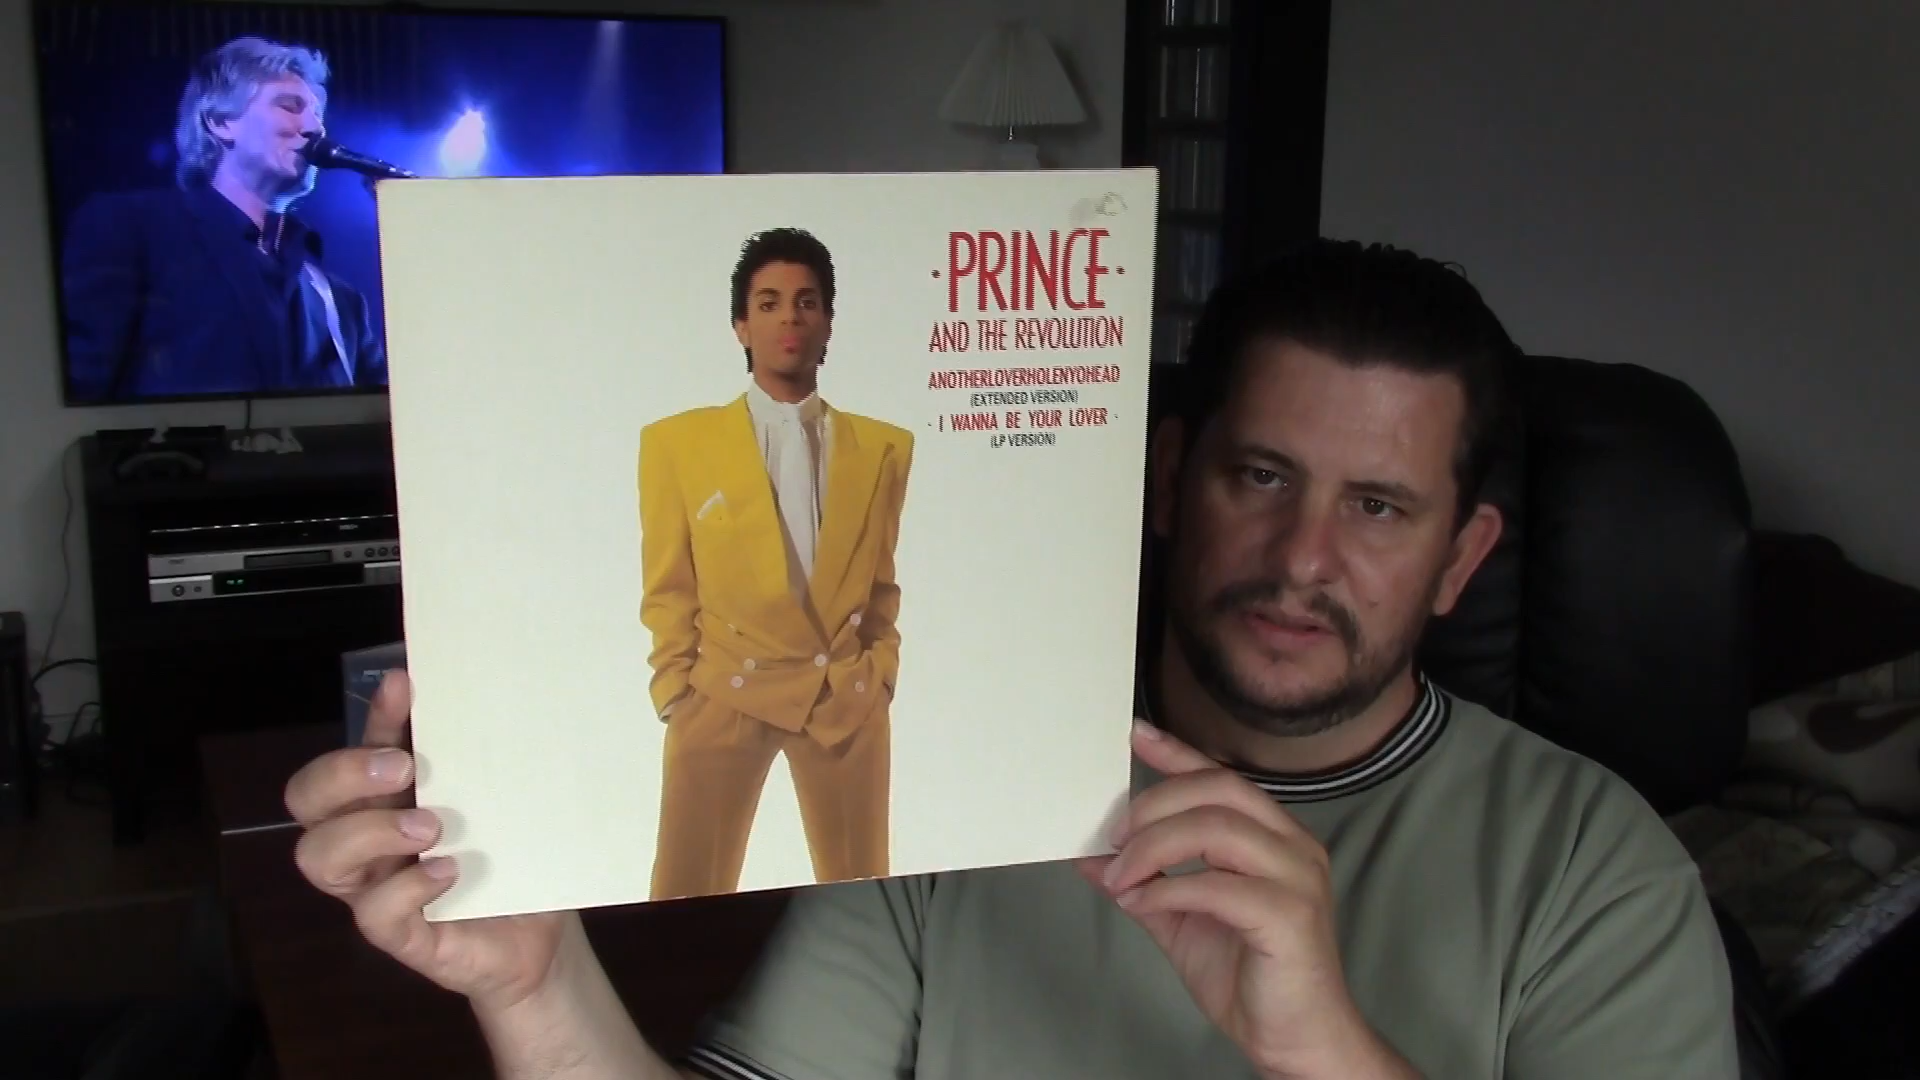 ·PRINCE·
AND THE REVOLUTION
ANOTHERLOVERHOLENYOHEAD
(EXTENDED VERSION)
· I WANNA BE YOUR LOVER ·
(LP VERSION)